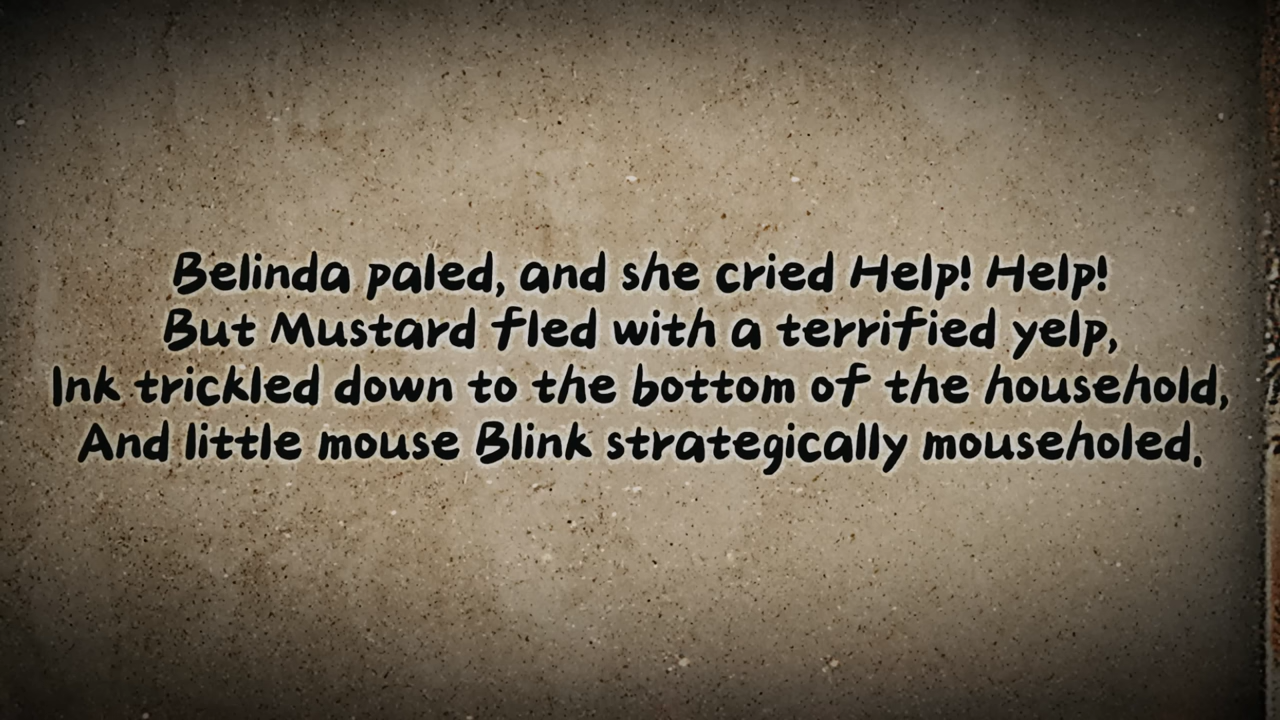 Belinda paled, and she cried Help! Help!
But Mustard fled with a terrified yelp,
Ink trickled down to the bottom of the household,
And little mouse Blink strategically mouseholed.